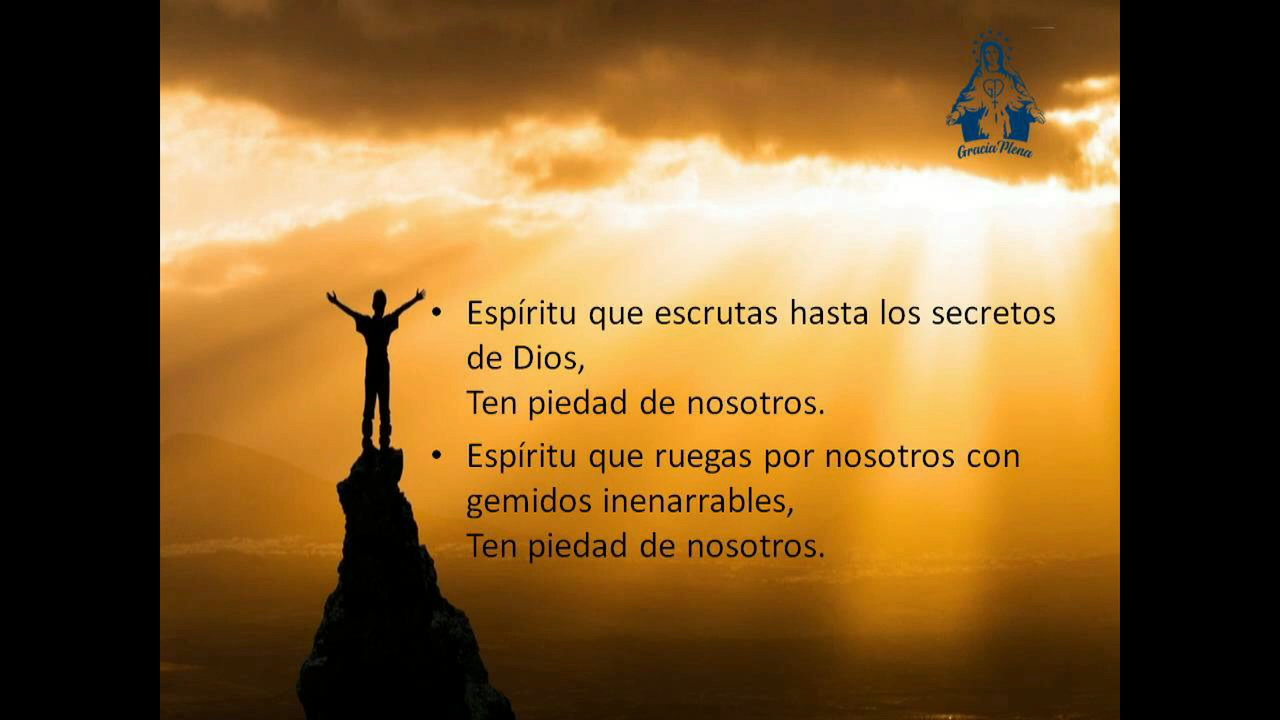 Gracia Plena
• Espíritu que escrutas hasta los secretos
de Dios,
Ten piedad de nosotros.
• Espíritu que ruegas por nosotros con
gemidos inenarrables,
Ten piedad de nosotros.